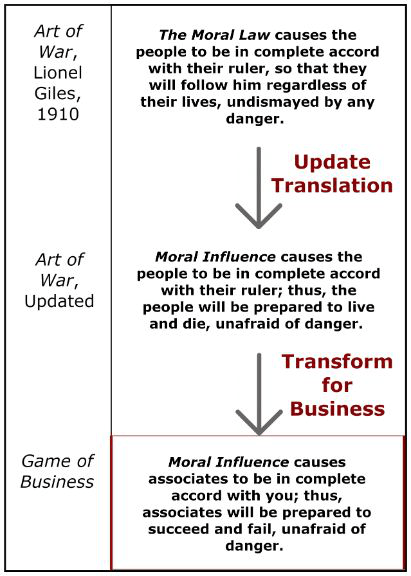 Art of
War,
Lionel
Giles,
1910
The Moral Law causes the
people to be in complete accord
with their ruler, so that they
will follow him regardless of
their lives, undismayed by any
danger.
Update
Translation
Art of
War,
Updated
Moral Influence causes the
people to be in complete accord
with their ruler; thus, the
people will be prepared to live
and die, unafraid of danger.
Transform
for
Business
Game of
Business
Moral Influence causes
associates to be in complete
accord with you; thus,
associates will be prepared to
succeed and fail, unafraid of
danger.